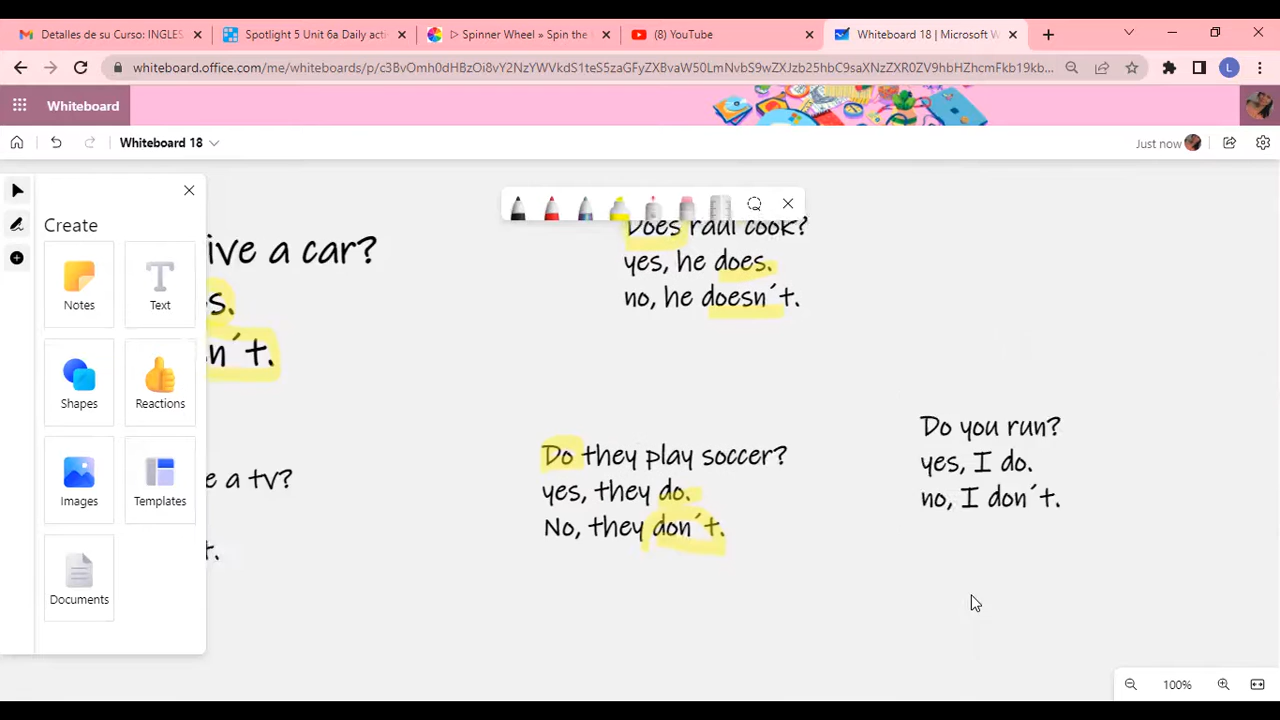 Detalles de su Curso: INGLES
Spotlight 5 Unit 6a Daily acti
▷ Spinner Wheel » Spin the
(8) YouTube
Whiteboard 18 | Microsoft W
whiteboard.office.com/me/whiteboards/p/
L
Whiteboard
Whiteboard 18
Just now
Create
Notes
Text
Shapes
Reactions
Images
Templates
Documents
ive a car?
s.
n´t.
e a tv?
t.
Does raul cook?
yes, he does.
no, he doesn´t.
Do they play soccer?
yes, they do.
No, they don´t.
Do you run?
yes, I do.
no, I don´t.
100%